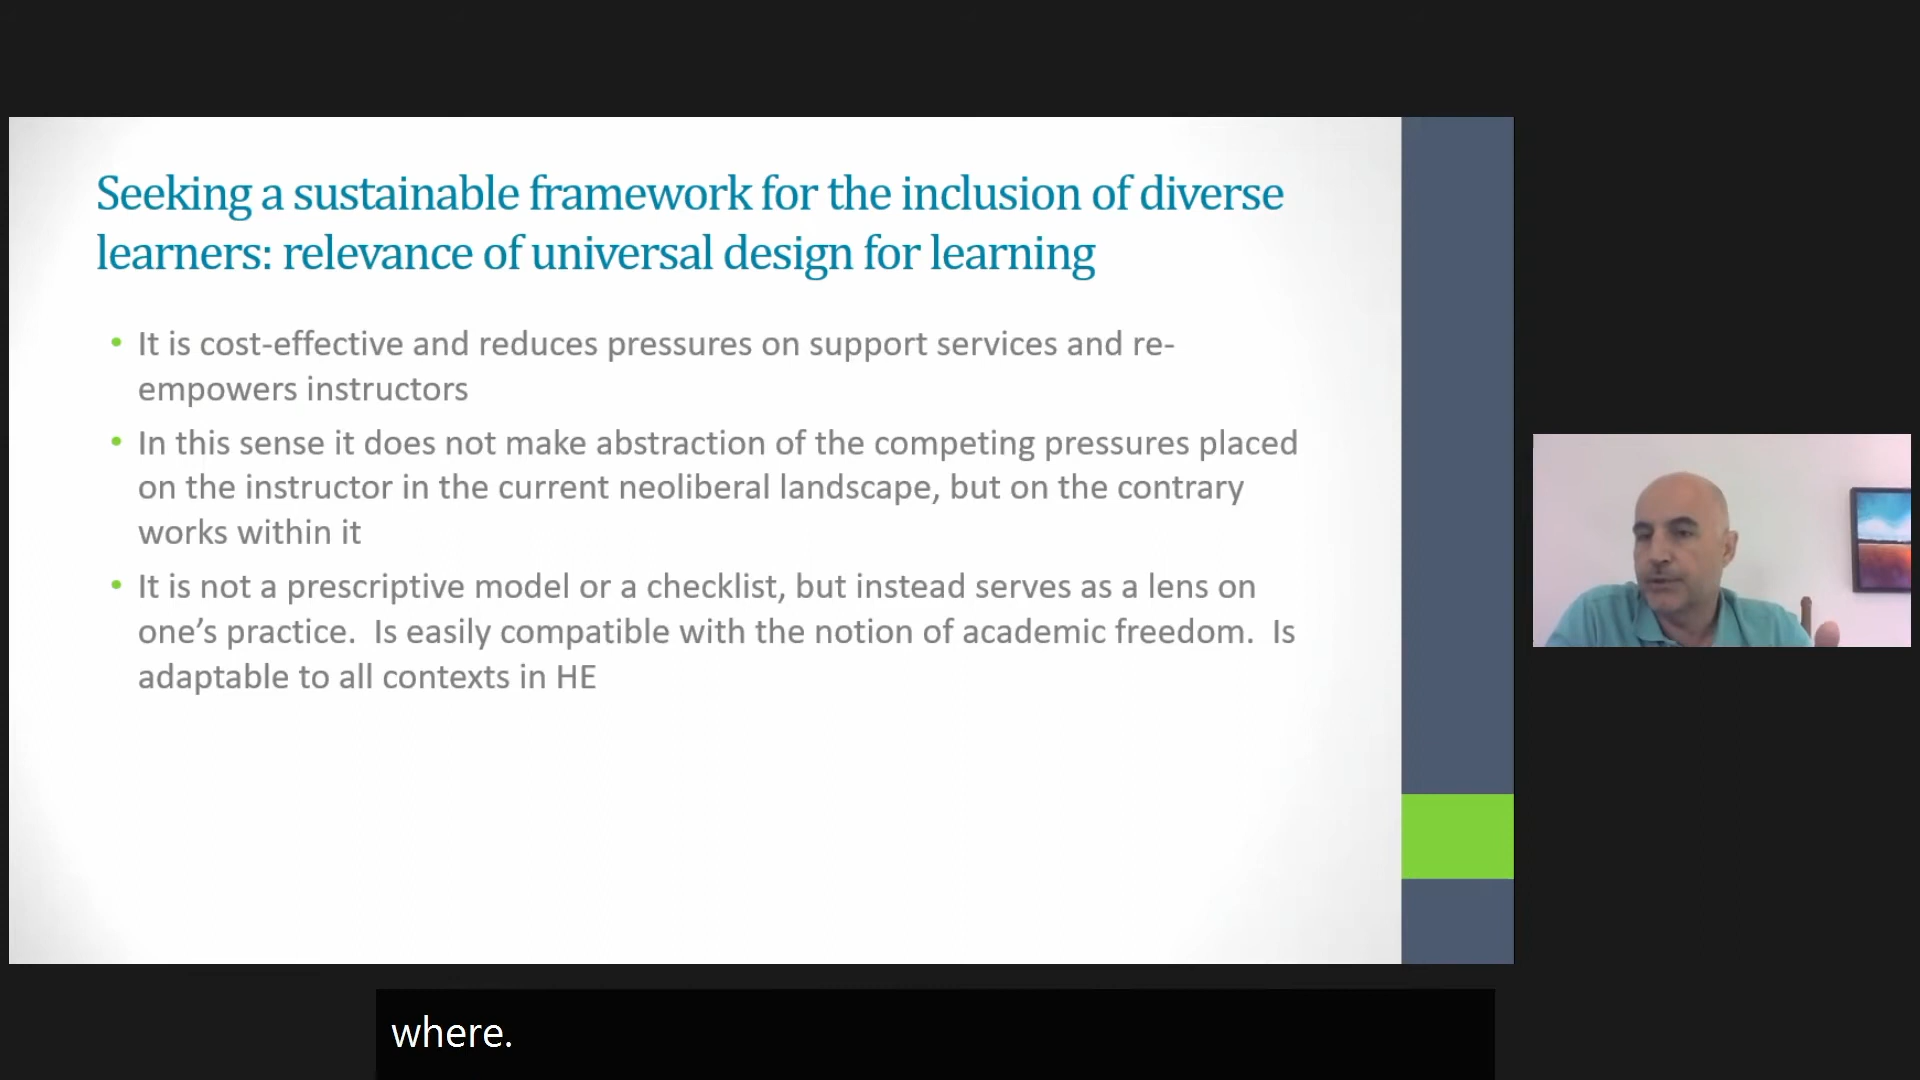 Seeking a sustainable framework for the inclusion of diverse
learners: relevance of universal design for learning
• It is cost-effective and reduces pressures on support services and re-
empowers instructors
• In this sense it does not make abstraction of the competing pressures placed
on the instructor in the current neoliberal landscape, but on the contrary
works within it
• It is not a prescriptive model or a checklist, but instead serves as a lens on
one’s practice.  Is easily compatible with the notion of academic freedom.  Is
adaptable to all contexts in HE
where.